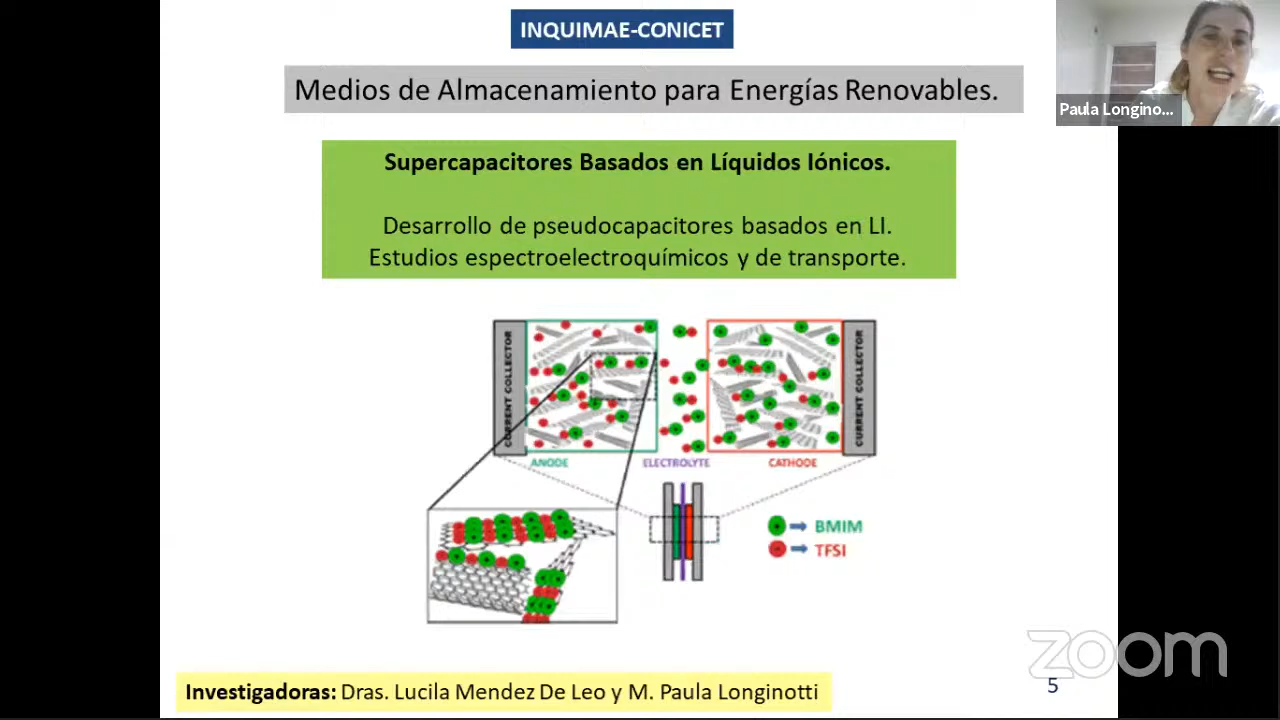 INQUIMAE-CONICET
Medios de Almacenamiento para Energías Renovables.
Paula Longino...
Supercapacitores Basados en Líquidos Iónicos.
Desarrollo de pseudocapacitores basados en LI.
Estudios espectroelectroquímicos y de transporte.
CURRENT COLLECTOR
CURRENT COLLECTOR
ANODE
ELECTROLYTE
CATHODE
BMIM
TFSI
zoom
Investigadoras: Dras. Lucila Mendez De Leo y M. Paula Longinotti
5